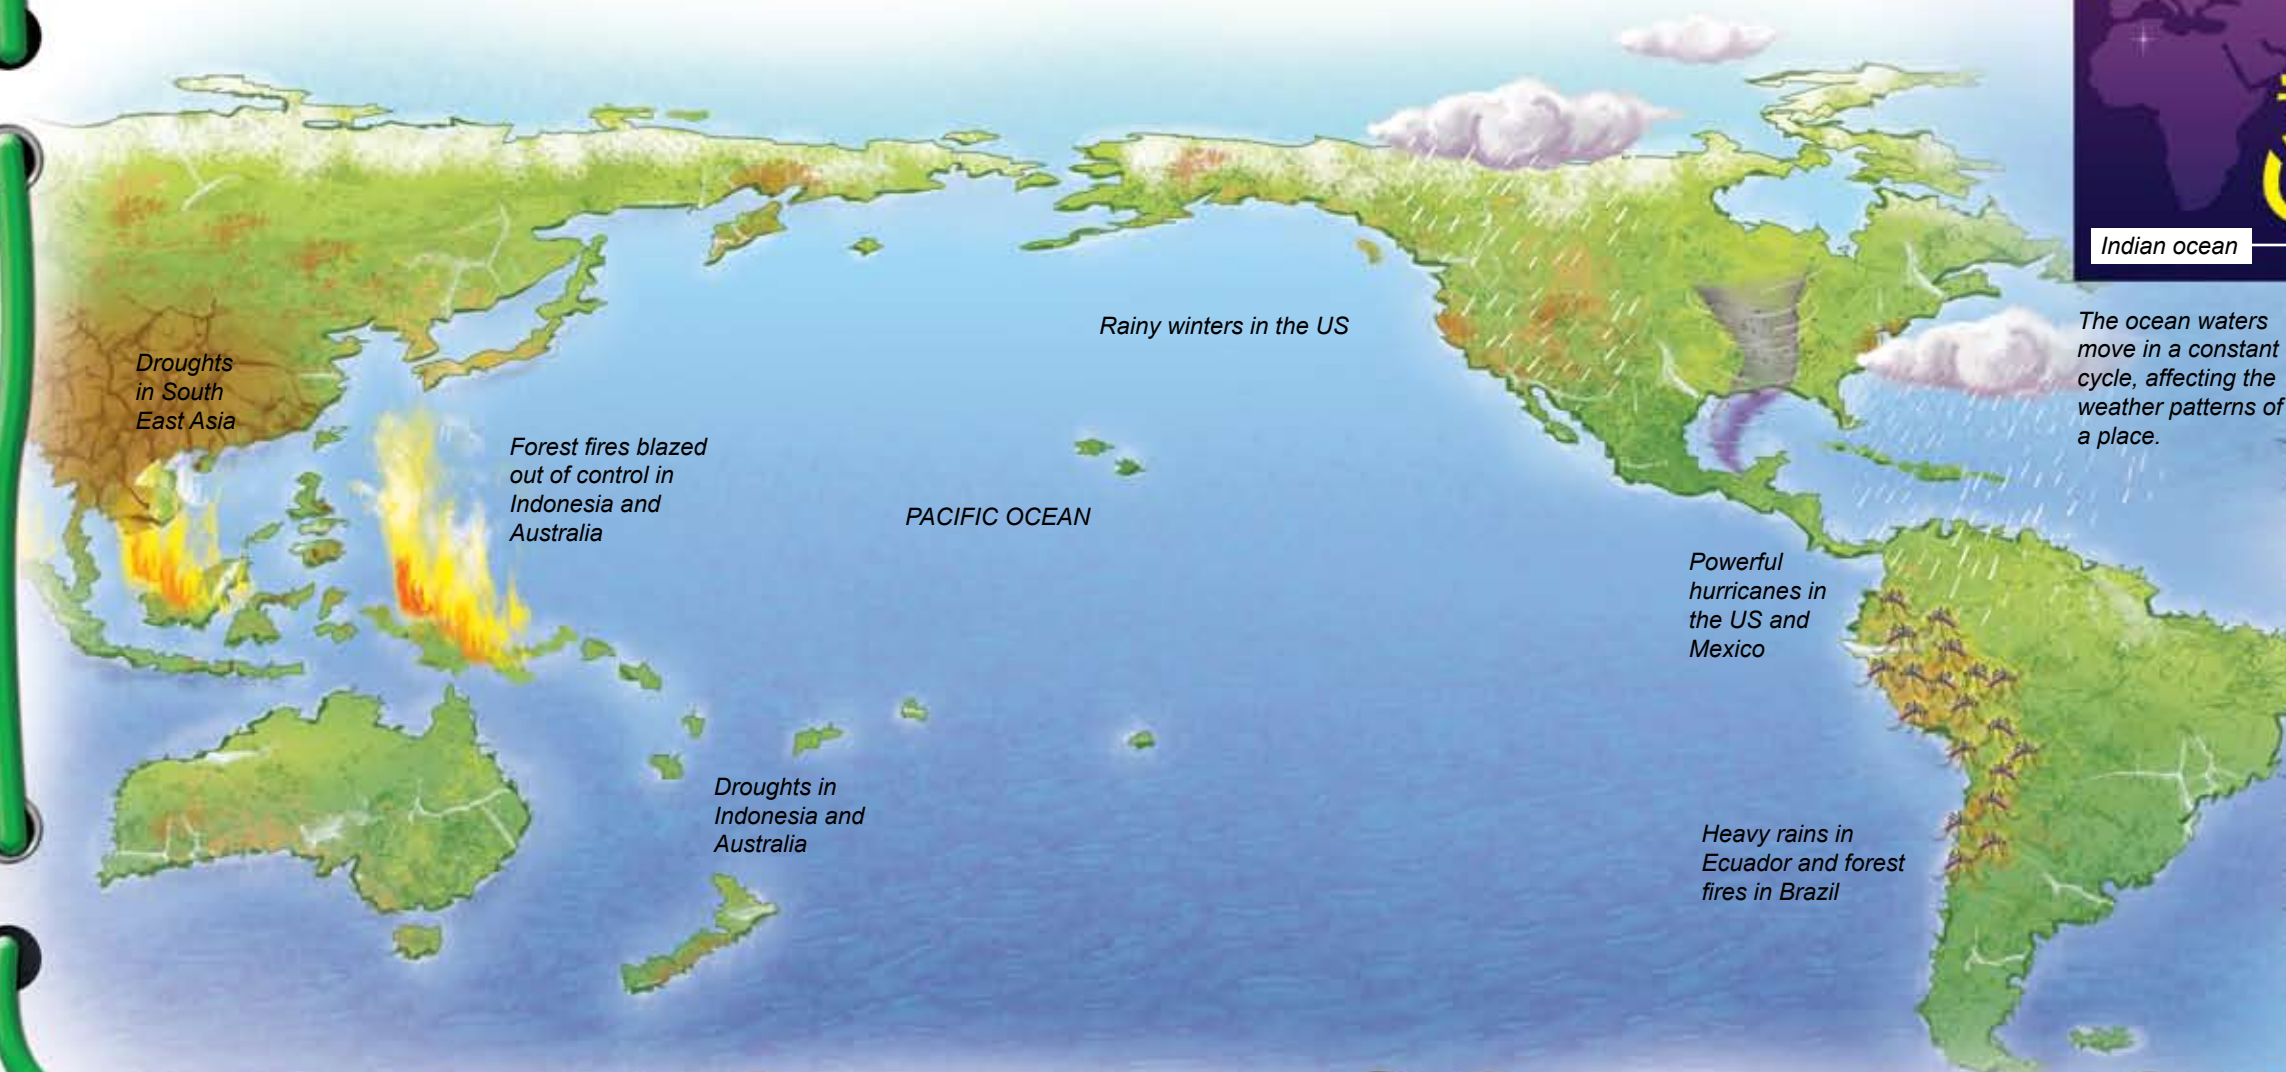 Indian ocean
The ocean waters
move in a constant
cycle, affecting the
weather patterns of
a place.
Rainy winters in the US
Droughts
in South
East Asia
Forest fires blazed
out of control in
Indonesia and
Australia
PACIFIC OCEAN
Powerful
hurricanes in
the US and
Mexico
Droughts in
Indonesia and
Australia
Heavy rains in
Ecuador and forest
fires in Brazil